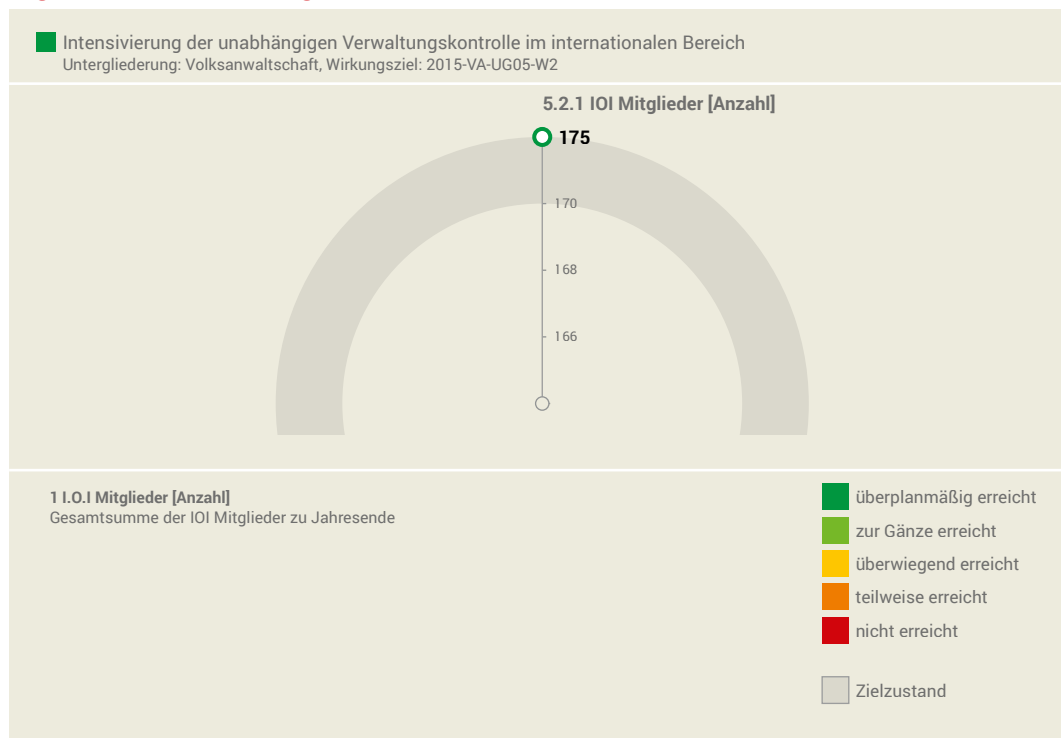 Intensivierung der unabhängigen Verwaltungskontrolle im internationalen Bereich
Untergliederung: Volksanwaltschaft, Wirkungsziel: 2015-VA-UG05-W2
5.2.1 IOI Mitglieder [Anzahl]
175
170
168
166
1 I.O.I Mitglieder [Anzahl]
Gesamtsumme der IOI Mitglieder zu Jahresende
überplanmäßig erreicht
zur Gänze erreicht
überwiegend erreicht
teilweise erreicht
nicht erreicht
Zielzustand